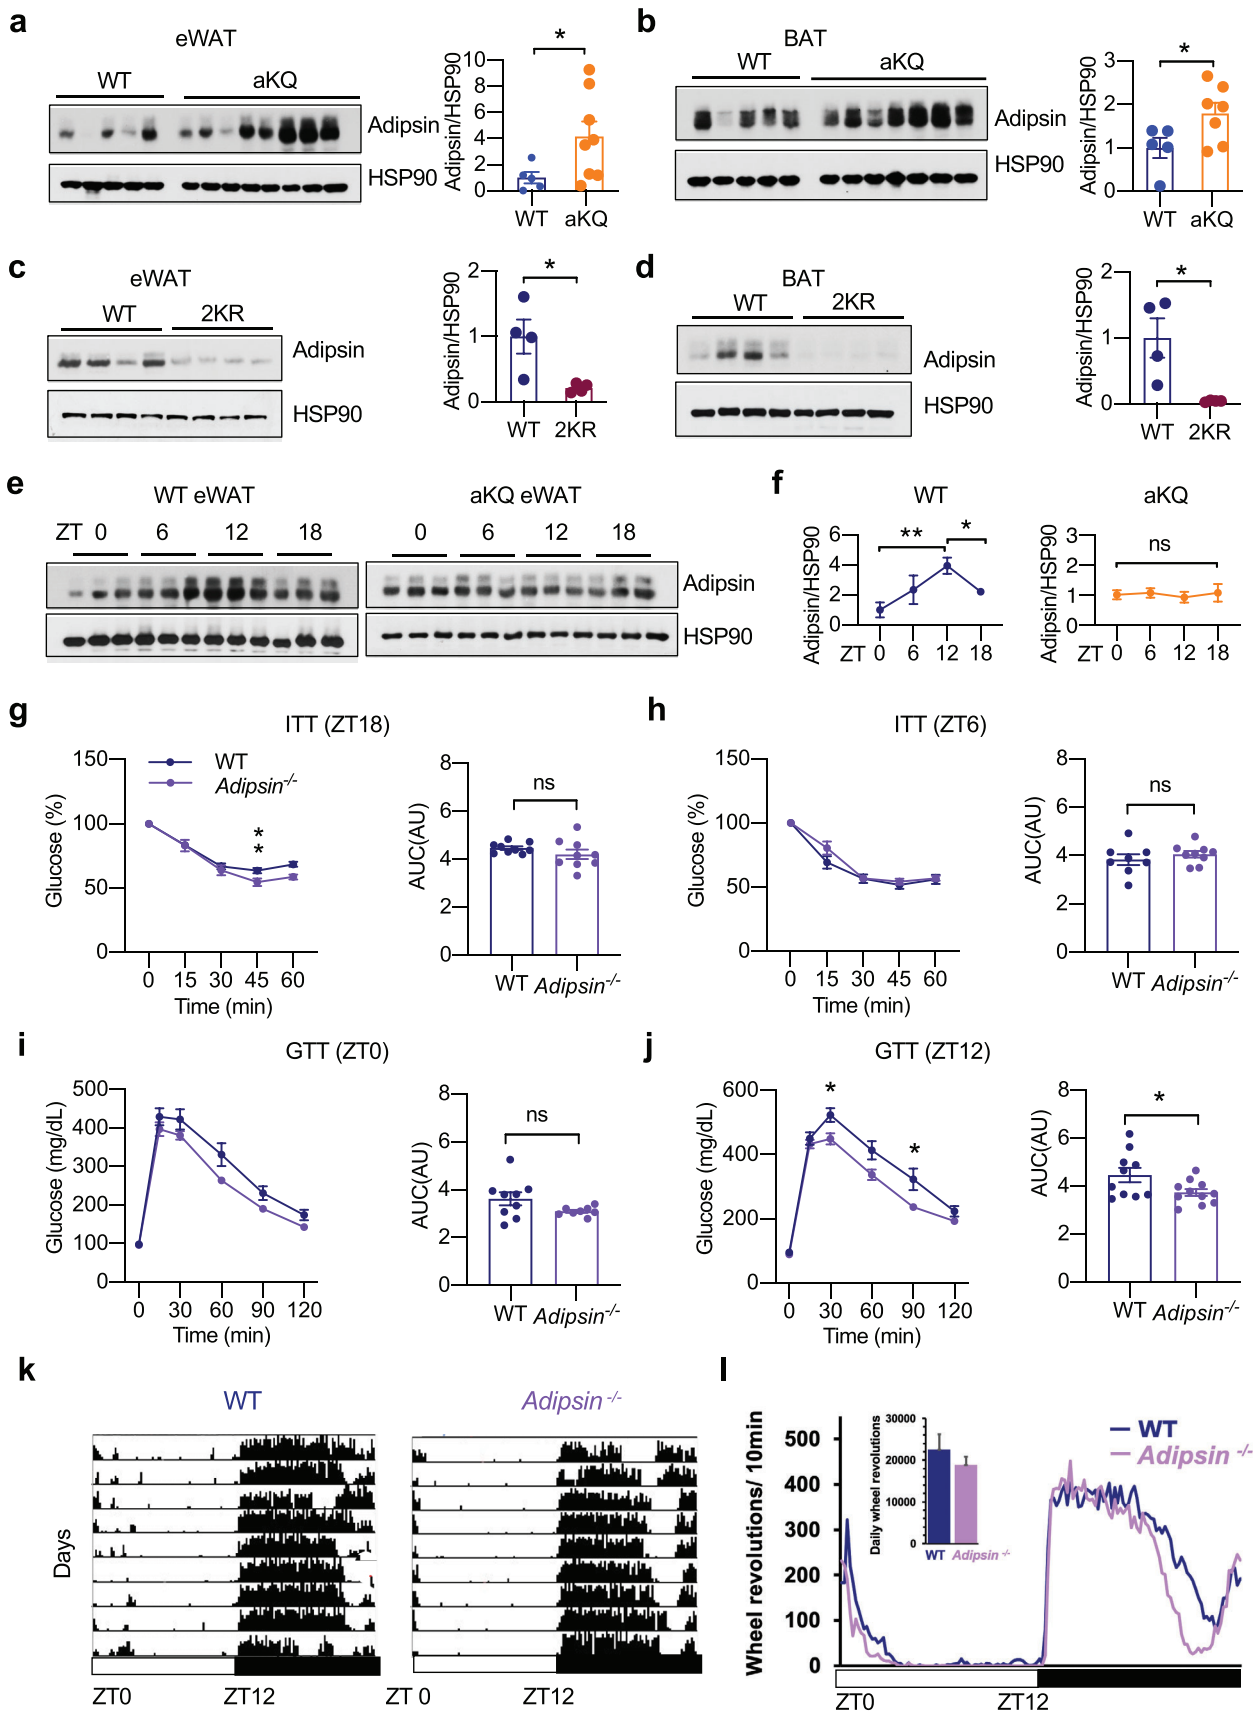 a
eWAT
WT aKQ
Adipsin
HSP90
Adipsin/HSP90
10
8
6
4
2
0
*
WT aKQ
b
BAT
WT aKQ
Adipsin
HSP90
Adipsin/HSP90
3
2
1
0
*
WT aKQ
c
eWAT
WT 2KR
Adipsin
HSP90
Adipsin/HSP90
2
1
0
*
WT 2KR
d
BAT
WT 2KR
Adipsin
HSP90
Adipsin/HSP90
2
1
0
*
WT 2KR
e
WT eWAT aKQ eWAT
ZT 0 6 12 18 0 6 12 18
Adipsin
HSP90
f
WT
Adipsin/HSP90
6
4
2
0
** *
ZT 0 6 12 18
aKQ
Adipsin/HSP90
3
2
1
0
ns
ZT 0 6 12 18
g
ITT (ZT18)
Glucose (%)
150
100
50
0
WT
Adipsin-/-
*
*
0 15 30 45 60
Time (min)
AUC(AU)
8
6
4
2
0
ns
WT Adipsin-/-
h
ITT (ZT6)
Glucose (%)
150
100
50
0
0 15 30 45 60
Time (min)
AUC(AU)
8
6
4
2
0
ns
WT Adipsin-/-
i
GTT (ZT0)
Glucose (mg/dL)
500
400
300
200
100
0
0 30 60 90 120
Time (min)
AUC(AU)
8
6
4
2
0
ns
WT Adipsin-/-
j
GTT (ZT12)
Glucose (mg/dL)
600
400
200
0
* *
0 30 60 90 120
Time (min)
AUC(AU)
8
6
4
2
0
*
WT Adipsin-/-
k
WT Adipsin -/-
Days
ZT0 ZT12 ZT 0 ZT12
l
Wheel revolutions/ 10min
500
400
300
200
100
0
Daily wheel revolutions
30000
20000
10000
0
WT Adipsin -/-
WT
Adipsin -/-
ZT0 ZT12